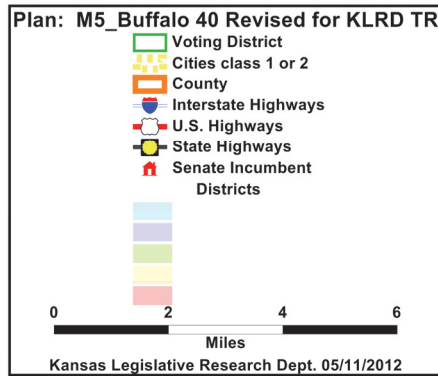 Plan: M5_Buffalo 40 Revised for KLRD TR
Voting District
Cities class 1 or 2
County
Interstate Highways
U.S. Highways
State Highways
Senate Incumbent
Districts
0 2 4 6
Miles
Kansas Legislative Research Dept. 05/11/2012